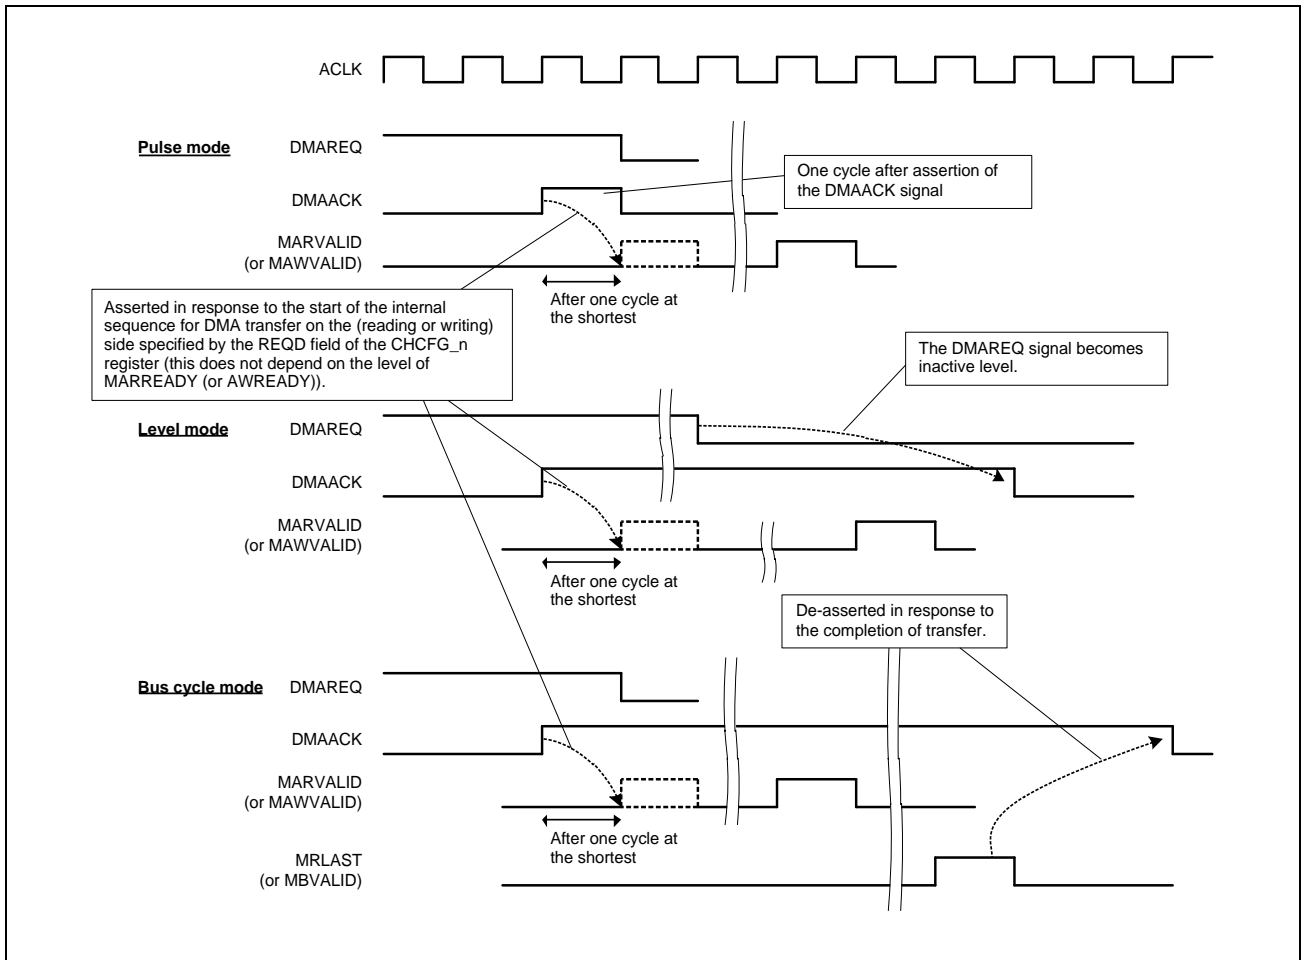 ACLK
Pulse mode
DMAREQ
DMAACK
MARVALID
(or MAWVALID)
One cycle after assertion of
the DMAACK signal
After one cycle at
the shortest
Asserted in response to the start of the internal
sequence for DMA transfer on the (reading or writing)
side specified by the REQD field of the CHCFG_n
register (this does not depend on the level of
MARREADY (or AWREADY)).
The DMAREQ signal becomes
inactive level.
Level mode
DMAREQ
DMAACK
MARVALID
(or MAWVALID)
After one cycle at
the shortest
De-asserted in response to
the completion of transfer.
Bus cycle mode
DMAREQ
DMAACK
MARVALID
(or MAWVALID)
After one cycle at
the shortest
MRLAST
(or MBVALID)